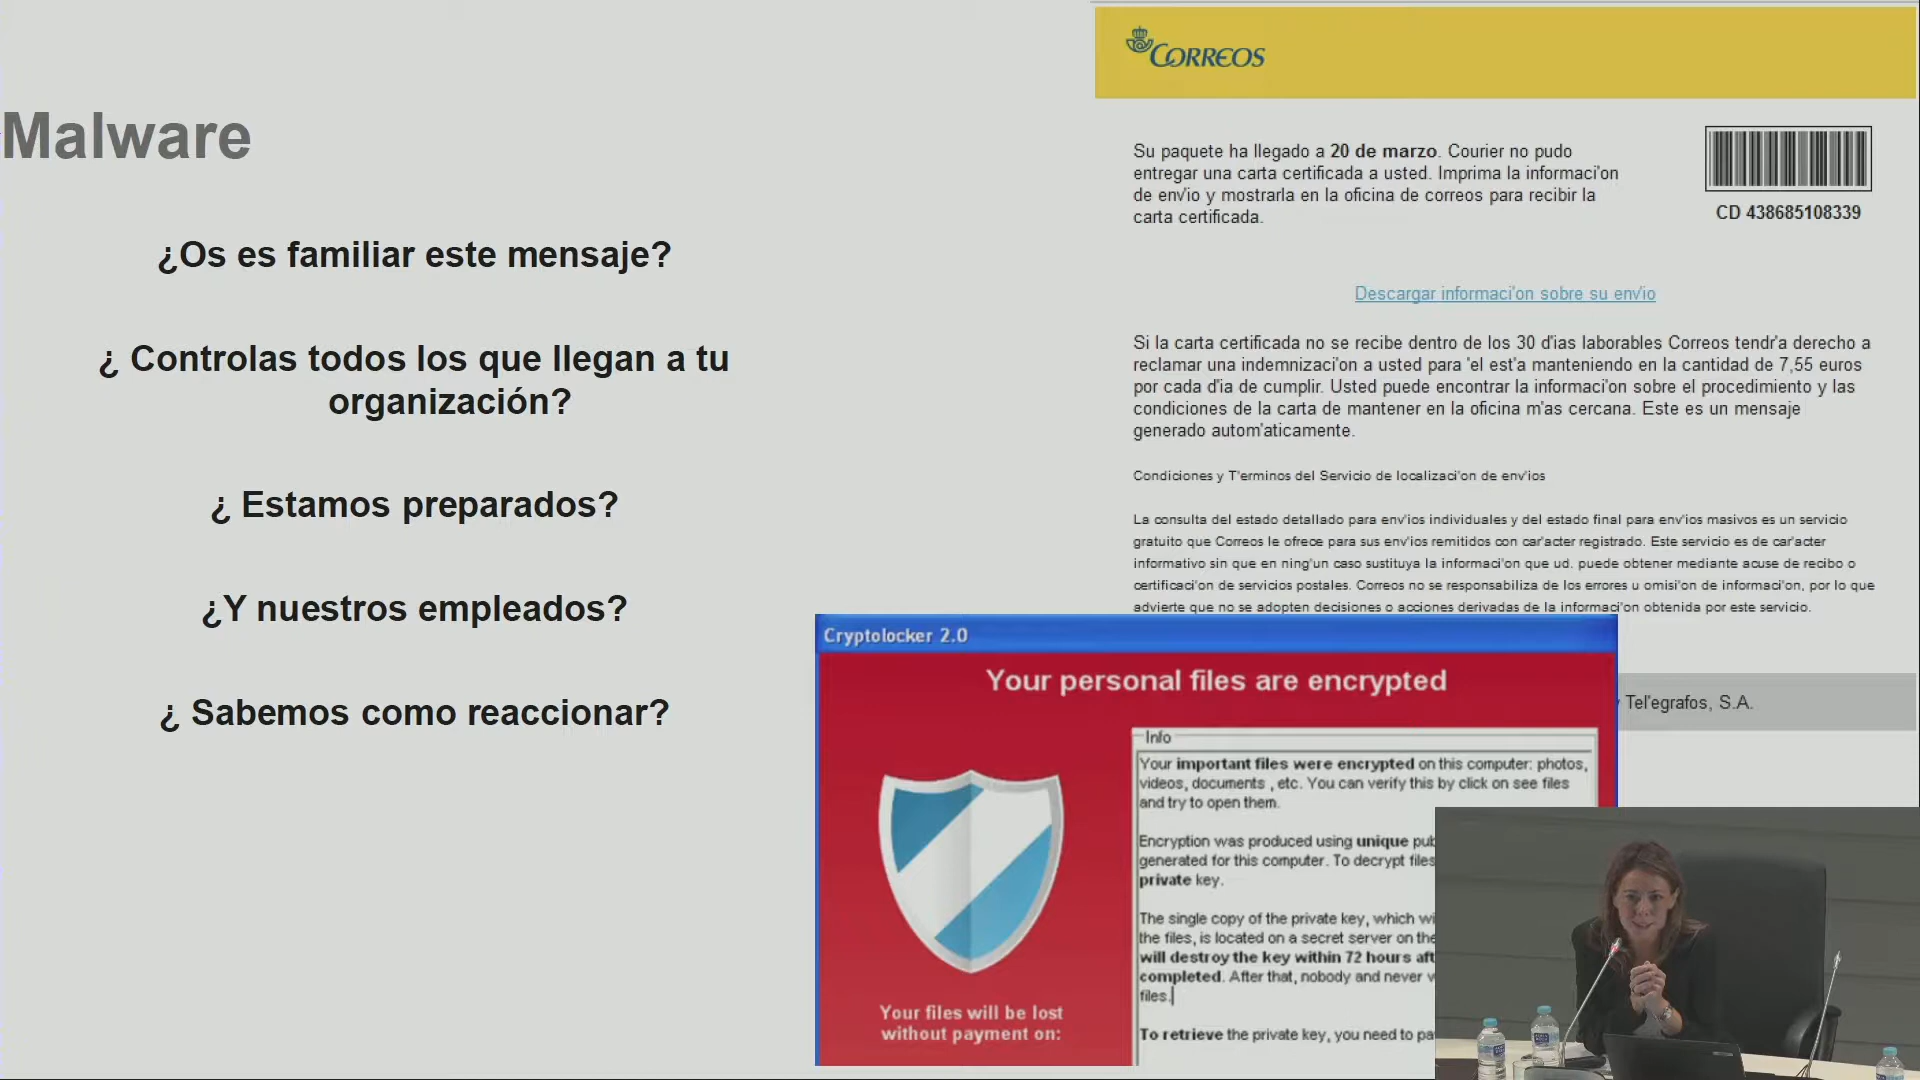 Malware
¿Os es familiar este mensaje?
¿ Controlas todos los que llegan a tu
organización?
¿ Estamos preparados?
¿Y nuestros empleados?
¿ Sabemos como reaccionar?
CORREOS
Su paquete ha llegado a 20 de marzo. Courier no pudo
entregar una carta certificada a usted. Imprima la informaci'on
de env'io y mostrarla en la oficina de correos para recibir la
carta certificada.
CD 438685108339
Descargar informaci'on sobre su env'io
Si la carta certificada no se recibe dentro de los 30 d'ias laborables Correos tendr'a derecho a
reclamar una indemnizaci'on a usted para 'el est'a manteniendo en la cantidad de 7,55 euros
por cada d'ia de cumplir. Usted puede encontrar la informaci'on sobre el procedimiento y las
condiciones de la carta de mantener en la oficina m'as cercana. Este es un mensaje
generado autom'aticamente.
Condiciones y T'erminos del Servicio de localizaci'on de env'ios
La consulta del estado detallado para env'ios individuales y del estado final para env'ios masivos es un servicio
gratuito que Correos le ofrece para sus env'ios remitidos con car'acter registrado. Este servicio es de car'acter
informativo sin que en ning'un caso sustituya la informaci'on que ud. puede obtener mediante acuse de recibo o
certificaci'on de servicios postales. Correos no se responsabiliza de los errores u omisi'on de informaci'on, por lo que
advierte que no se adopten decisiones o acciones derivadas de la informaci'on obtenida por este servicio.
Tel'egrafos, S.A.
Cryptolocker 2.0
Your personal files are encrypted
Info
Your important files were encrypted on this computer: photos,
videos, documents , etc. You can verify this by click on see files
and try to open them.
Encryption was produced using unique pub
generated for this computer. To decrypt files
private key.
The single copy of the private key, which wi
the files, is located on a secret server on the
will destroy the key within 72 hours aft
completed. After that, nobody and never w
files.
To retrieve the private key, you need to pa
Your files will be lost
without payment on: